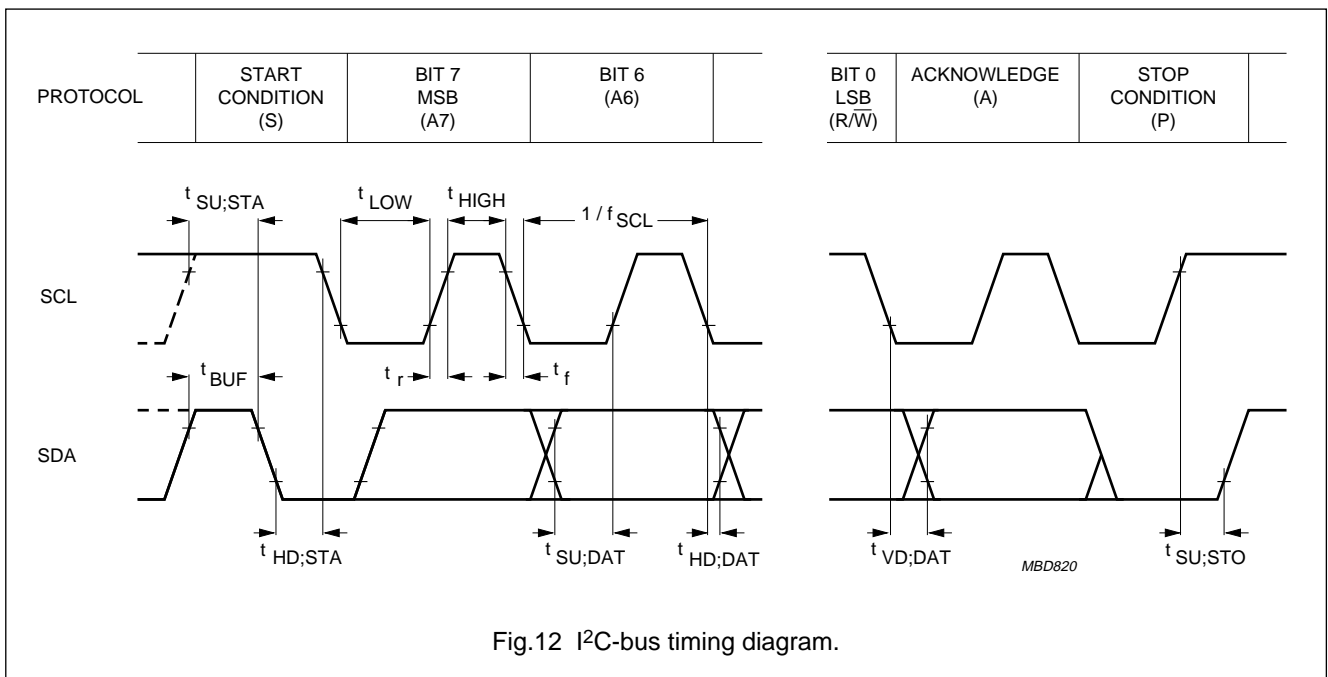 PROTOCOL
START
CONDITION
(S)
BIT 7
MSB
(A7)
BIT 6
(A6)
BIT 0
LSB
(R/W̅)
ACKNOWLEDGE
(A)
STOP
CONDITION
(P)
t SU;STA
t LOW
t HIGH
1 / f SCL
SCL
t BUF
t r
t f
SDA
t HD;STA
t SU;DAT
t HD;DAT
t VD;DAT
MBD820
t SU;STO
Fig.12 I²C-bus timing diagram.